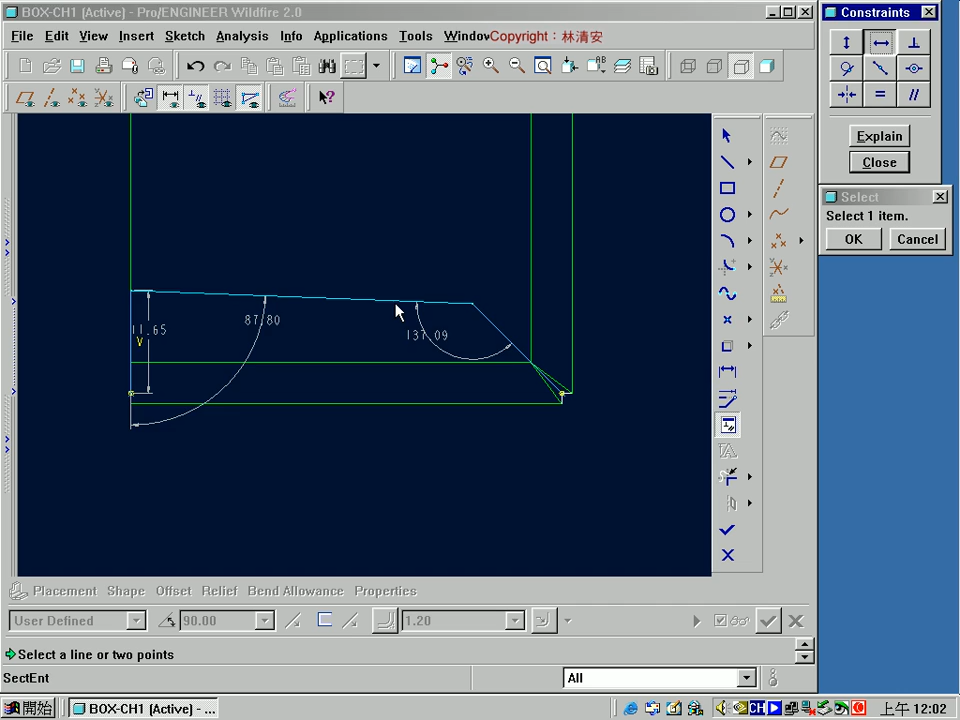 BOX-CH1 (Active) - Pro/ENGINEER Wildfire 2.0
File Edit View Insert Sketch Analysis Info Applications Tools Window Copyright：林清安
Constraints
Explain
Close
Select
Select 1 item.
OK Cancel
11.65
V
87.80
137.09
Placement Shape Offset Relief Bend Allowance Properties
User Defined 90.00 1.20
Select a line or two points
SectEnt All
開始 BOX-CH1 (Active) - ... CH 上午 12:02